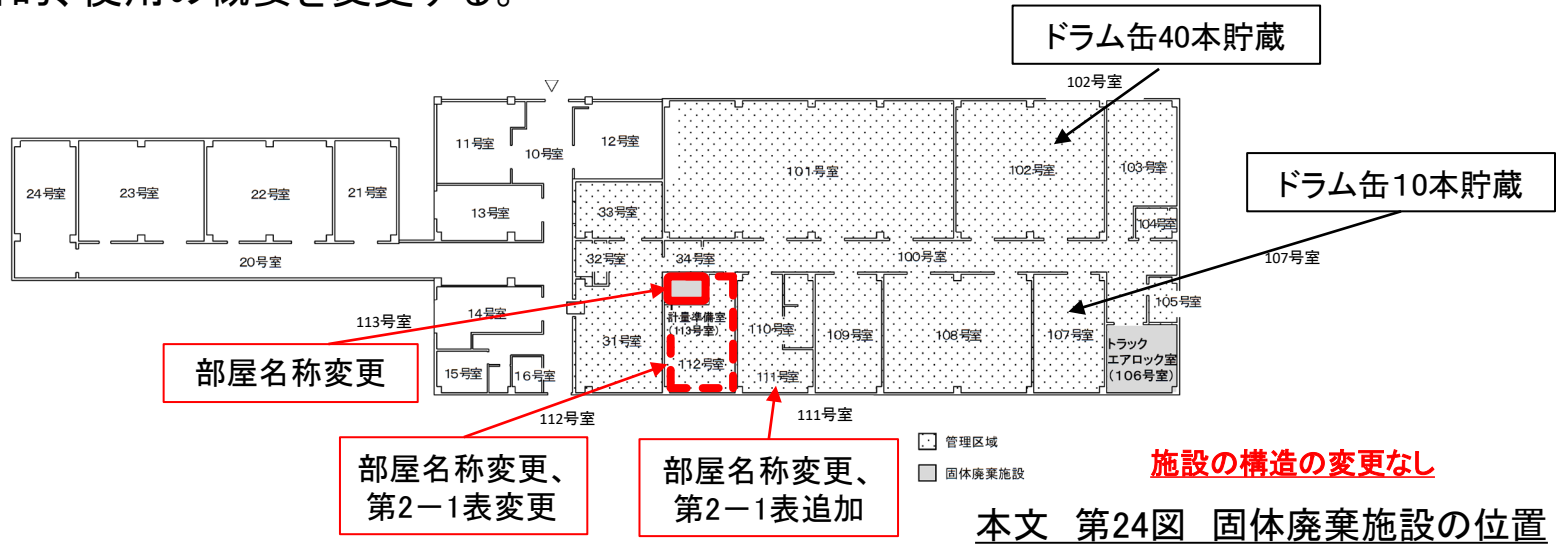 使用の概要を変更する。
ドラム缶40本貯蔵
102号室
11号室
10号室
12号室
101号室
102号室
103号室
ドラム缶10本貯蔵
24号室
23号室
22号室
21号室
13号室
33号室
104号室
20号室
32号室
34号室
100号室
107号室
105号室
14号室
113号室
計量準備室
(113号室)
110号室
31号室
109号室
108号室
107号室
トラック
エアロック室
(106号室)
部屋名称変更
15号室
16号室
112号室
111号室
112号室
111号室
部屋名称変更、
第2-1表変更
部屋名称変更、
第2-1表追加
管理区域
固体廃棄施設
施設の構造の変更なし
本文 第24図 固体廃棄施設の位置